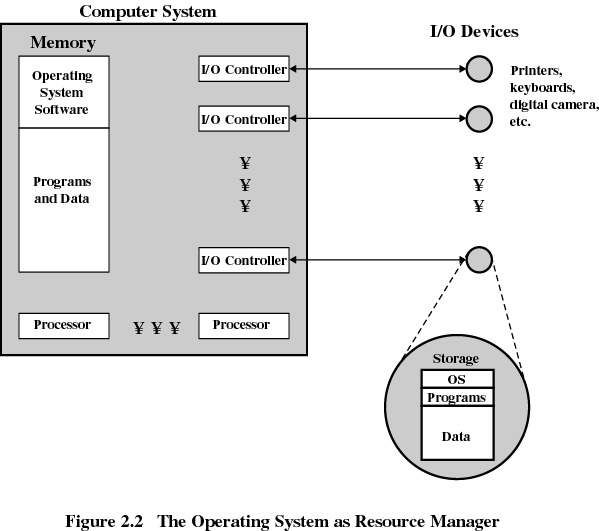 Computer System
I/O Devices
Memory
Operating
System
Software
I/O Controller
Printers,
keyboards,
digital camera,
etc.
I/O Controller
Programs
and Data
¥
¥
¥
¥
¥
¥
I/O Controller
Processor
¥ ¥ ¥
Processor
Storage
OS
Programs
Data
Figure 2.2 The Operating System as Resource Manager